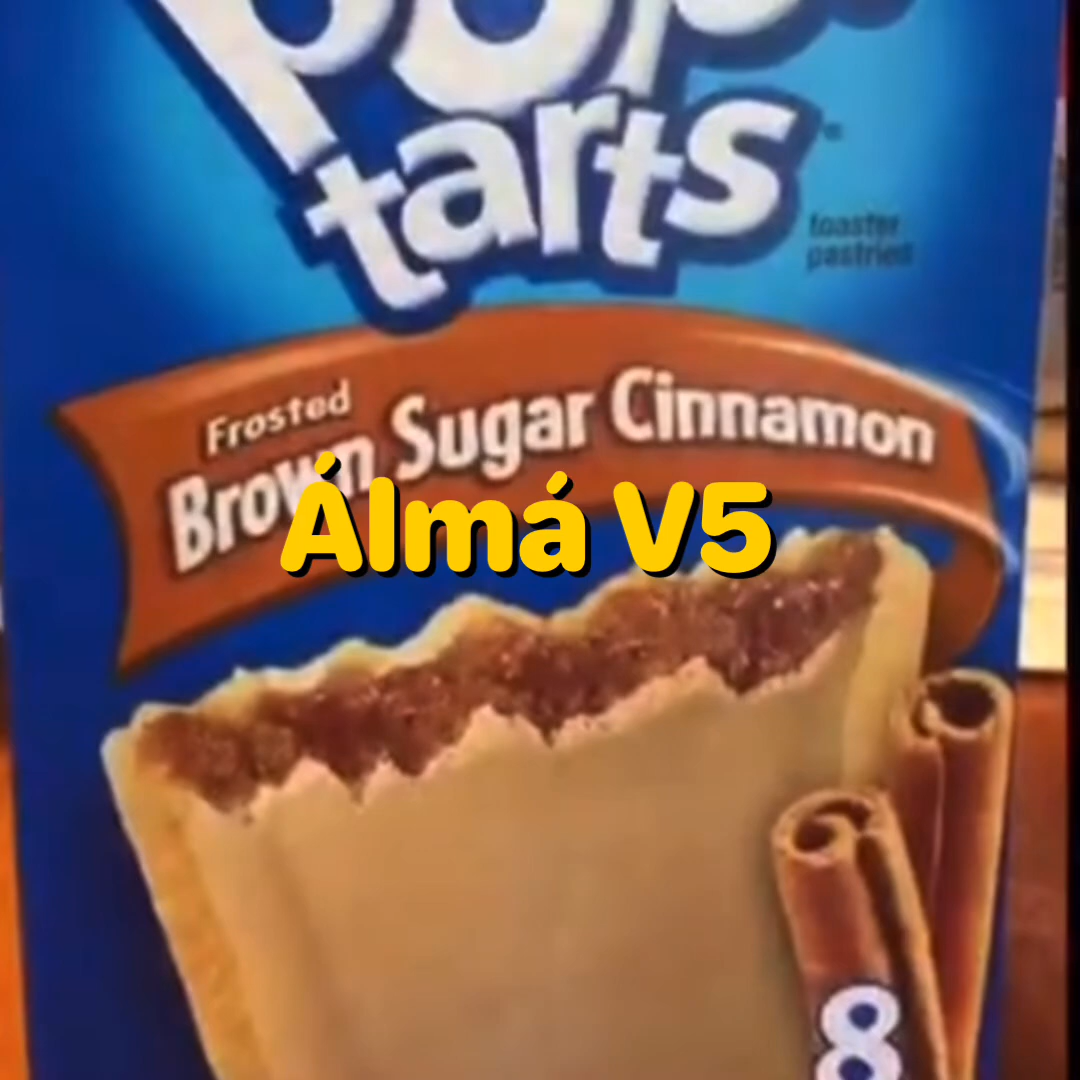 Pop
tarts
toaster
pastries
Frosted
Brown Sugar Cinnamon
Álmá V5
8